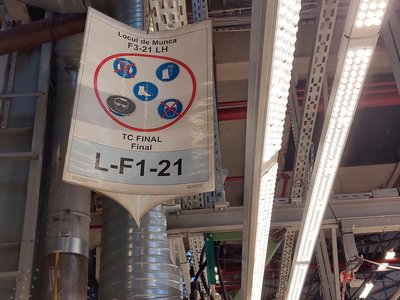 Locul de Munca
F3-21 LH
TC FINAL
Final
L-F1-21